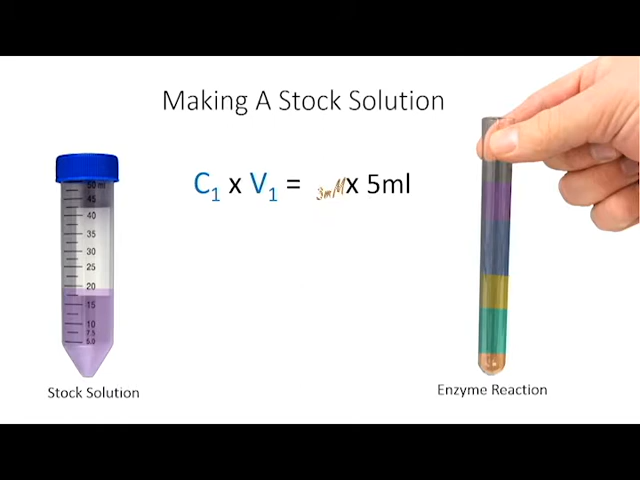 Making A Stock Solution
C₁ x V₁ = 3mM x 5ml
50 ml
45
40
35
30
25
20
15
10
7.5
5.0
Stock Solution
Enzyme Reaction